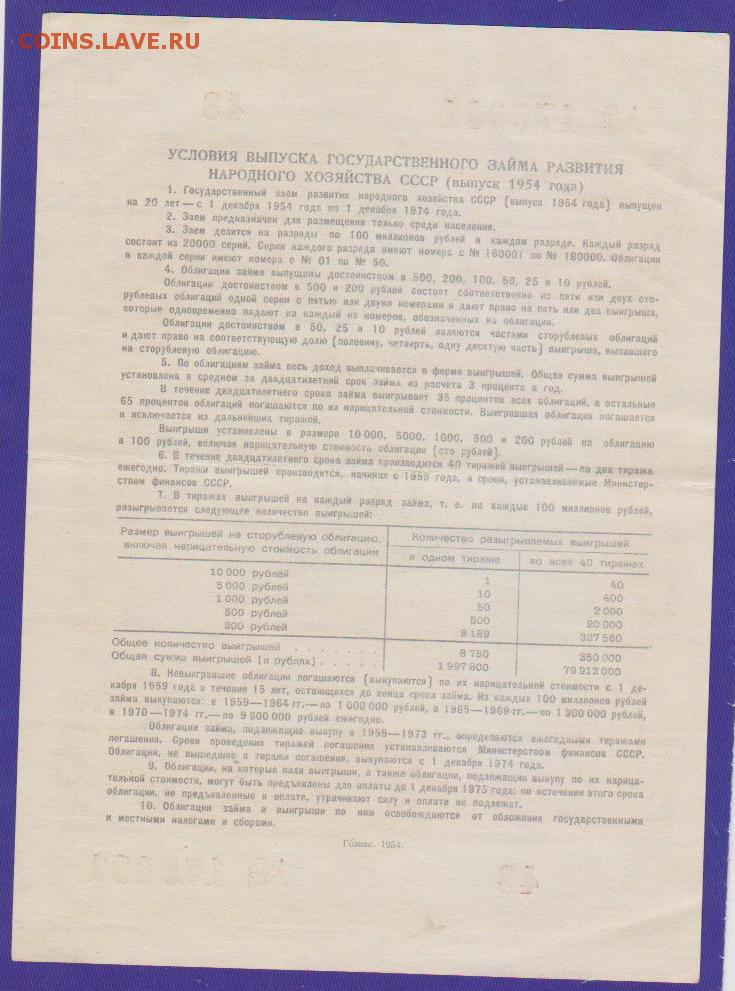 COINS.LAVE.RU
УСЛОВИЯ ВЫПУСКА ГОСУДАРСТВЕННОГО ЗАЙМА РАЗВИТИЯ
НАРОДНОГО ХОЗЯЙСТВА СССР (выпуск 1954 года)
1. Государственный заем развития народного хозяйства СССР (выпуск 1954 года) выпущен
на 20 лет — с 1 декабря 1954 года по 1 декабря 1974 года.
2. Заем предназначен для размещения только среди населения.
3. Заем делится на разряды по 100 миллионов рублей в каждом разряде. Каждый разряд
состоит из 20000 серий. Серии каждого разряда имеют номера с № 160001 по № 180000. Облигации
в каждой серии имеют номера с № 01 по № 50.
4. Облигации займа выпущены достоинством в 500, 200, 100, 50, 25 и 10 рублей.
Облигации достоинством в 500 и 200 рублей состоят соответственно из пяти или двух сто-
рублевых облигаций одной серии с пятью или двумя номерами и дают право на пять или два выигрыша,
которые одновременно падают на каждый из номеров, обозначенных на облигации.
Облигации достоинством в 50, 25 и 10 рублей являются частями сторублевых облигаций
и дают право на соответствующую долю (половину, четверть, одну десятую часть) выигрыша, выпавшего
на сторублевую облигацию.
5. По облигациям займа весь доход выплачивается в форме выигрышей. Общая сумма выигрышей
установлена в среднем за двадцатилетний срок займа из расчета 3 процента в год.
В течение двадцатилетнего срока займа выигрывает 35 процентов всех облигаций, а остальные
65 процентов облигаций погашаются по их нарицательной стоимости. Выигравшая облигация погашается
и исключается из дальнейших тиражей.
Выигрыши установлены в размере 10 000, 5000, 1000, 500 и 200 рублей на облигацию
в 100 рублей, включая нарицательную стоимость облигации (сто рублей).
6. В течение двадцатилетнего срока займа производится 40 тиражей выигрышей — по два тиража
ежегодно. Тиражи выигрышей производятся, начиная с 1955 года, в сроки, устанавливаемые Министер-
ством финансов СССР.
7. В тиражах выигрышей на каждый разряд займа, т. е. на каждые 100 миллионов рублей,
разыгрывается следующее количество выигрышей:
Размер выигрышей на сторублевую облигацию, включая нарицательную стоимость облигации
Количество разыгрываемых выигрышей
в одном тираже во всех 40 тиражах
10 000 рублей 1 40
5 000 рублей 10 400
1 000 рублей 50 2 000
500 рублей 500 20 000
200 рублей 8 189 327 560
Общее количество выигрышей . . . . . . . 8 750 350 000
Общая сумма выигрышей (в рублях) . . . . . 1 997 800 79 912 000
8. Невыигравшие облигации погашаются (выкупаются) по их нарицательной стоимости с 1 де-
кабря 1959 года в течение 15 лет, остающихся до конца срока займа. Из каждых 100 миллионов рублей
займа выкупаются: в 1959—1964 гг.— по 1 000 000 рублей, в 1965—1969 гг.— по 1 900 000 рублей,
в 1970—1974 гг.— по 9 900 000 рублей ежегодно.
Облигации займа, подлежащие выкупу в 1959—1973 гг., определяются ежегодными тиражами
погашения. Сроки проведения тиражей погашения устанавливаются Министерством финансов СССР.
Облигации, не вышедшие в тиражи погашения, выкупаются с 1 декабря 1974 года.
9. Облигации, на которые пали выигрыши, а также облигации, подлежащие выкупу по их нарица-
тельной стоимости, могут быть предъявлены для оплаты до 1 декабря 1975 года; по истечении этого срока
облигации, не предъявленные к оплате, утрачивают силу и оплате не подлежат.
10. Облигации займа и выигрыши по ним освобождаются от обложения государственными
и местными налогами и сборами.
Гознак. 1954.